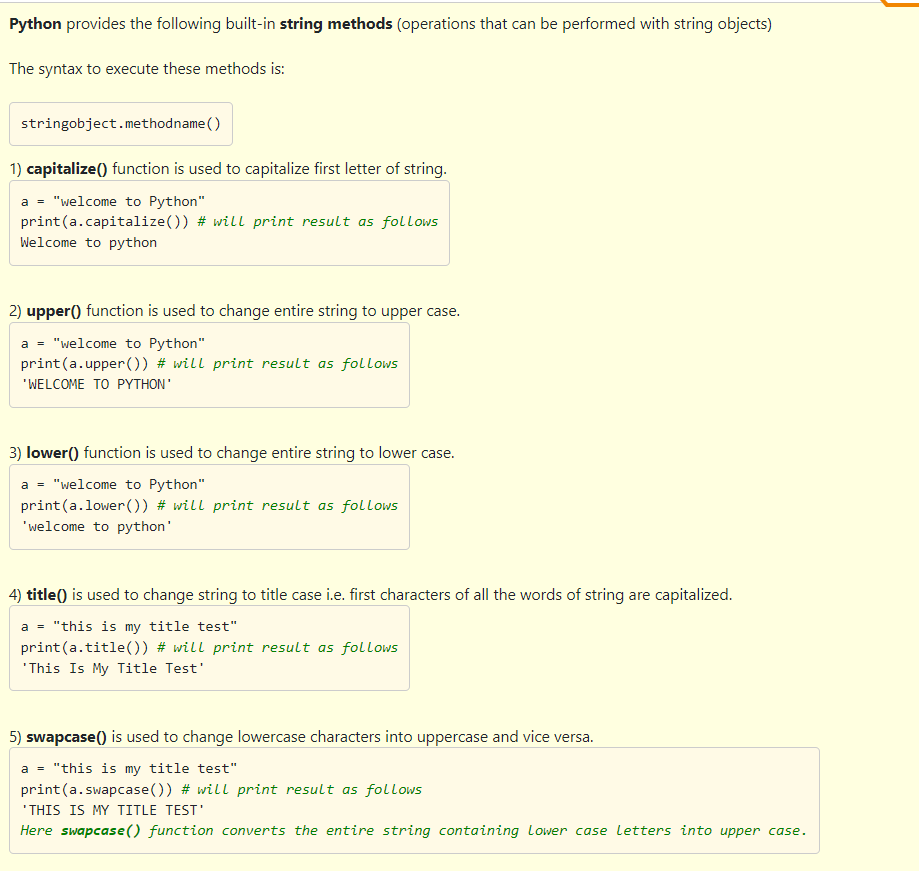 Python provides the following built-in string methods (operations that can be performed with string objects)
The syntax to execute these methods is:
stringobject.methodname()
1) capitalize() function is used to capitalize first letter of string.
a = "welcome to Python"
print(a.capitalize()) # will print result as follows
Welcome to python
2) upper() function is used to change entire string to upper case.
a = "welcome to Python"
print(a.upper()) # will print result as follows
'WELCOME TO PYTHON'
3) lower() function is used to change entire string to lower case.
a = "welcome to Python"
print(a.lower()) # will print result as follows
'welcome to python'
4) title() is used to change string to title case i.e. first characters of all the words of string are capitalized.
a = "this is my title test"
print(a.title()) # will print result as follows
'This Is My Title Test'
5) swapcase() is used to change lowercase characters into uppercase and vice versa.
a = "this is my title test"
print(a.swapcase()) # will print result as follows
'THIS IS MY TITLE TEST'
Here swapcase() function converts the entire string containing lower case letters into upper case.